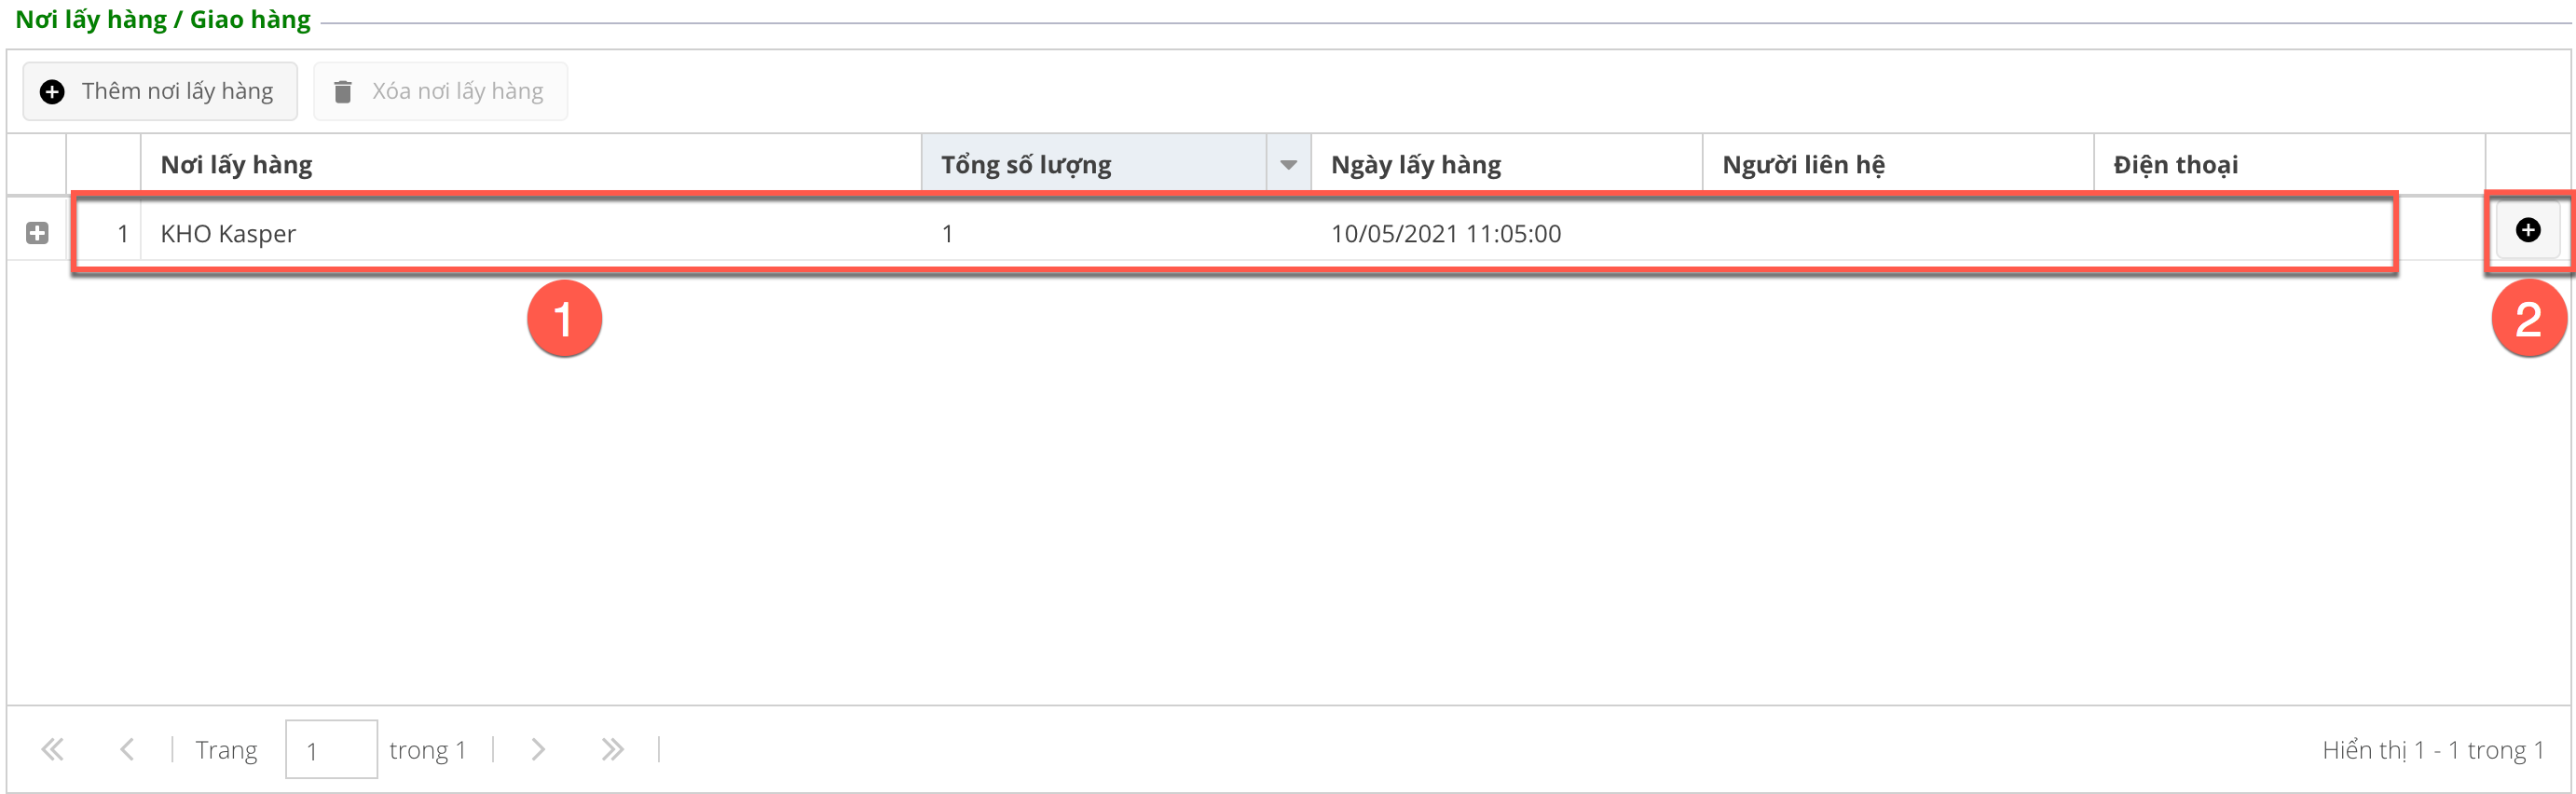 Nơi lấy hàng / Giao hàng
Thêm nơi lấy hàng Xóa nơi lấy hàng
Nơi lấy hàng Tổng số lượng Ngày lấy hàng Người liên hệ Điện thoại
1 KHO Kasper 1 10/05/2021 11:05:00
1 2
Trang 1 trong 1 Hiển thị 1 - 1 trong 1